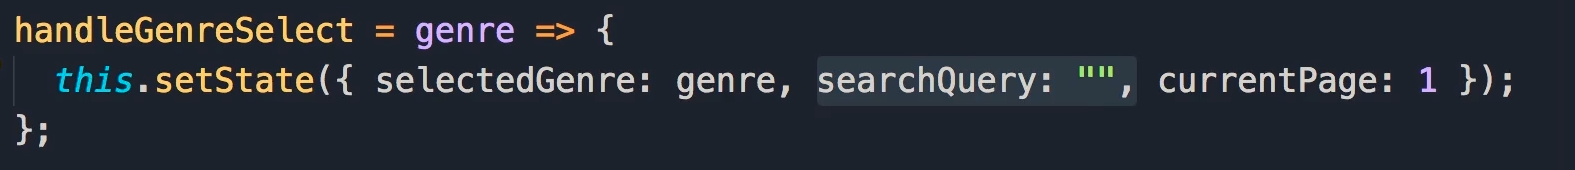 handleGenreSelect = genre => {
this.setState({ selectedGenre: genre, searchQuery: "", currentPage: 1 });
};